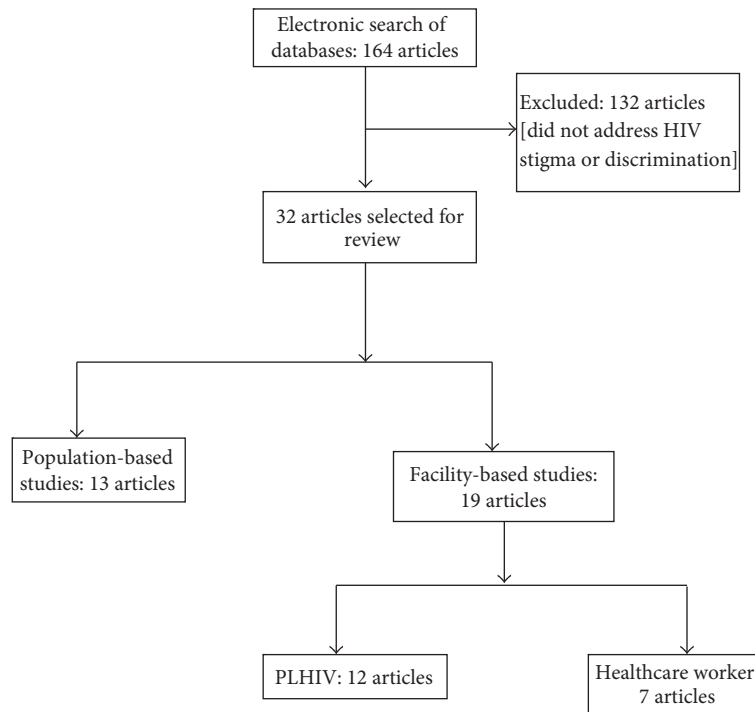 Electronic search of
databases: 164 articles
Excluded: 132 articles
[did not address HIV
stigma or discrimination]
32 articles selected for
review
Population-based
studies: 13 articles
Facility-based studies:
19 articles
PLHIV: 12 articles
Healthcare worker
7 articles